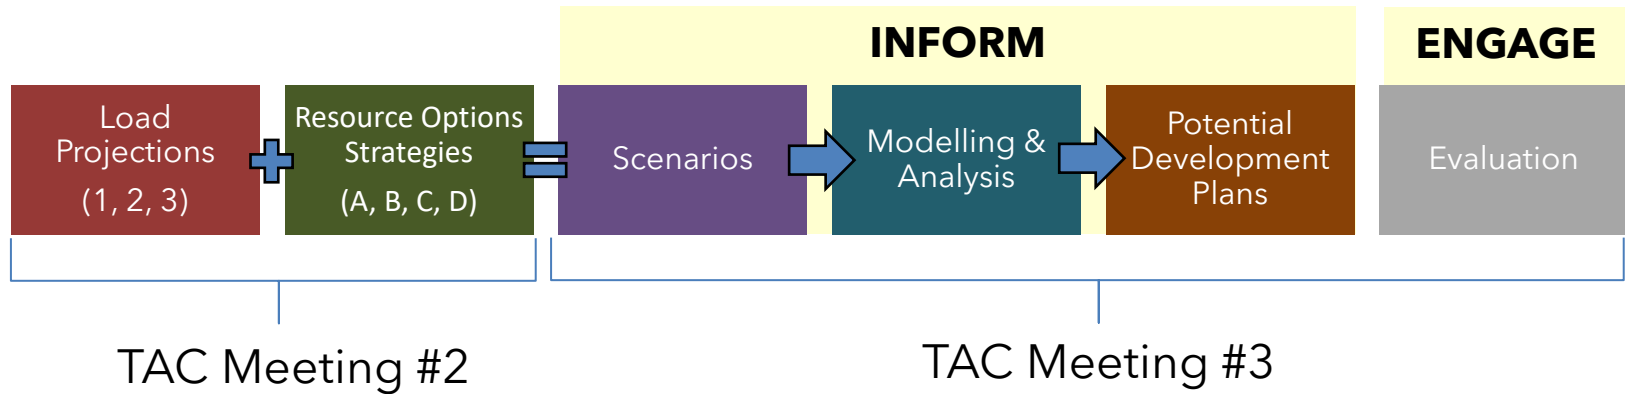 INFORM
ENGAGE
Load
Projections
(1, 2, 3)
Resource Options
Strategies
(A, B, C, D)
Scenarios
Modelling &
Analysis
Potential
Development
Plans
Evaluation
TAC Meeting #2
TAC Meeting #3